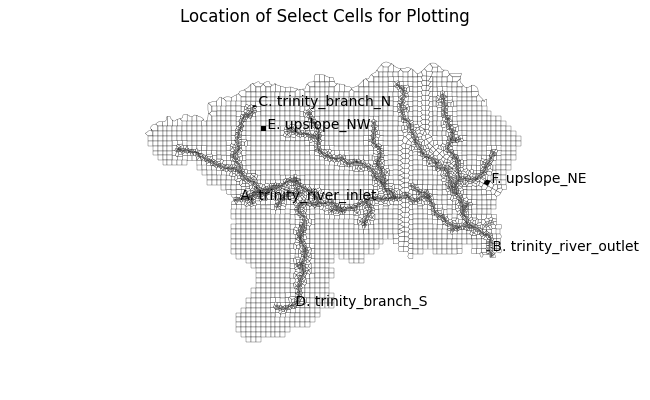 Location of Select Cells for Plotting
C. trinity_branch_N
E. upslope_NW
F. upslope_NE
A. trinity_river_inlet
B. trinity_river_outlet
D. trinity_branch_S